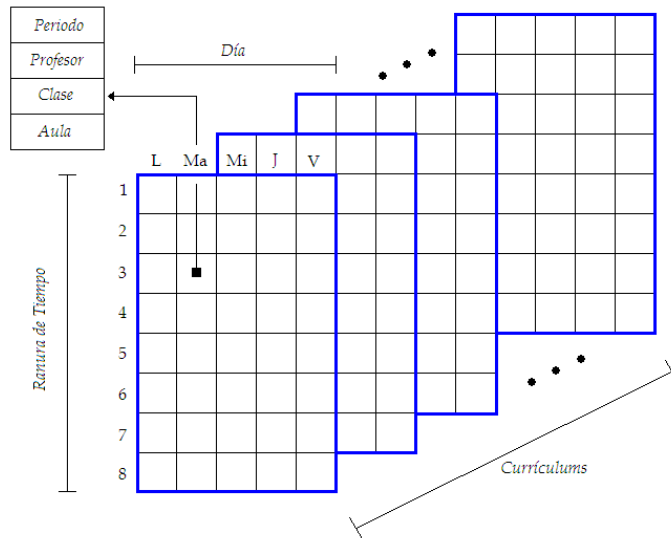 Periodo
Profesor
Clase
Aula
Día
L Ma Mi J V
1
2
3
4
5
6
7
8
Ranura de Tiempo
Currículums